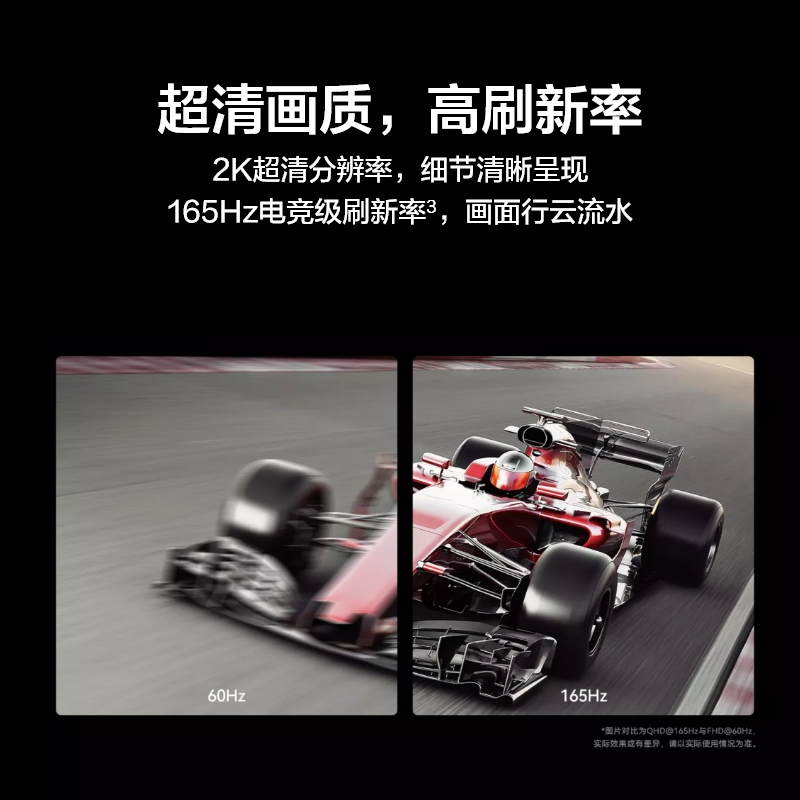 超清画质，高刷新率
2K超清分辨率，细节清晰呈现
165Hz电竞级刷新率³，画面行云流水
60Hz
165Hz
*图片对比为QHD@165Hz与FHD@60Hz,
实际效果或有差异，请以实际使用情况为准。